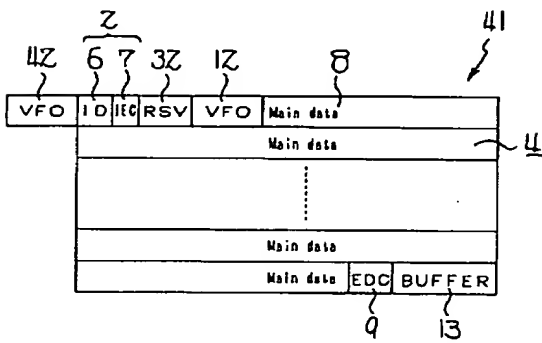 2
41
42 6 7 32 12 8
VFO ID IEC RSV VFO Main data
Main data 4
Main data
Main data EDC BUFFER
9 13